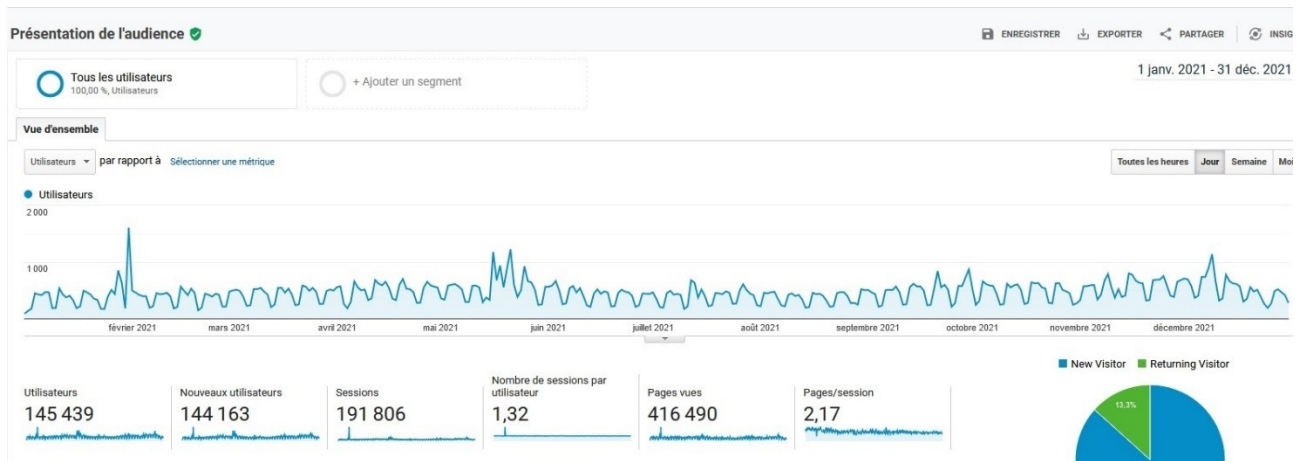 Présentation de l'audience
ENREGISTRER EXPORTER PARTAGER INSIG
Tous les utilisateurs
100,00 %, Utilisateurs
+ Ajouter un segment
1 janv. 2021 - 31 déc. 2021
Vue d'ensemble
Utilisateurs par rapport à Sélectionner une métrique
Toutes les heures Jour Semaine Moi
Utilisateurs
2 000
1 000
février 2021 mars 2021 avril 2021 mai 2021 juin 2021 juillet 2021 août 2021 septembre 2021 octobre 2021 novembre 2021 décembre 2021
New Visitor Returning Visitor
Utilisateurs
145 439
Nouveaux utilisateurs
144 163
Sessions
191 806
Nombre de sessions par
utilisateur
1,32
Pages vues
416 490
Pages/session
2,17
13.3%